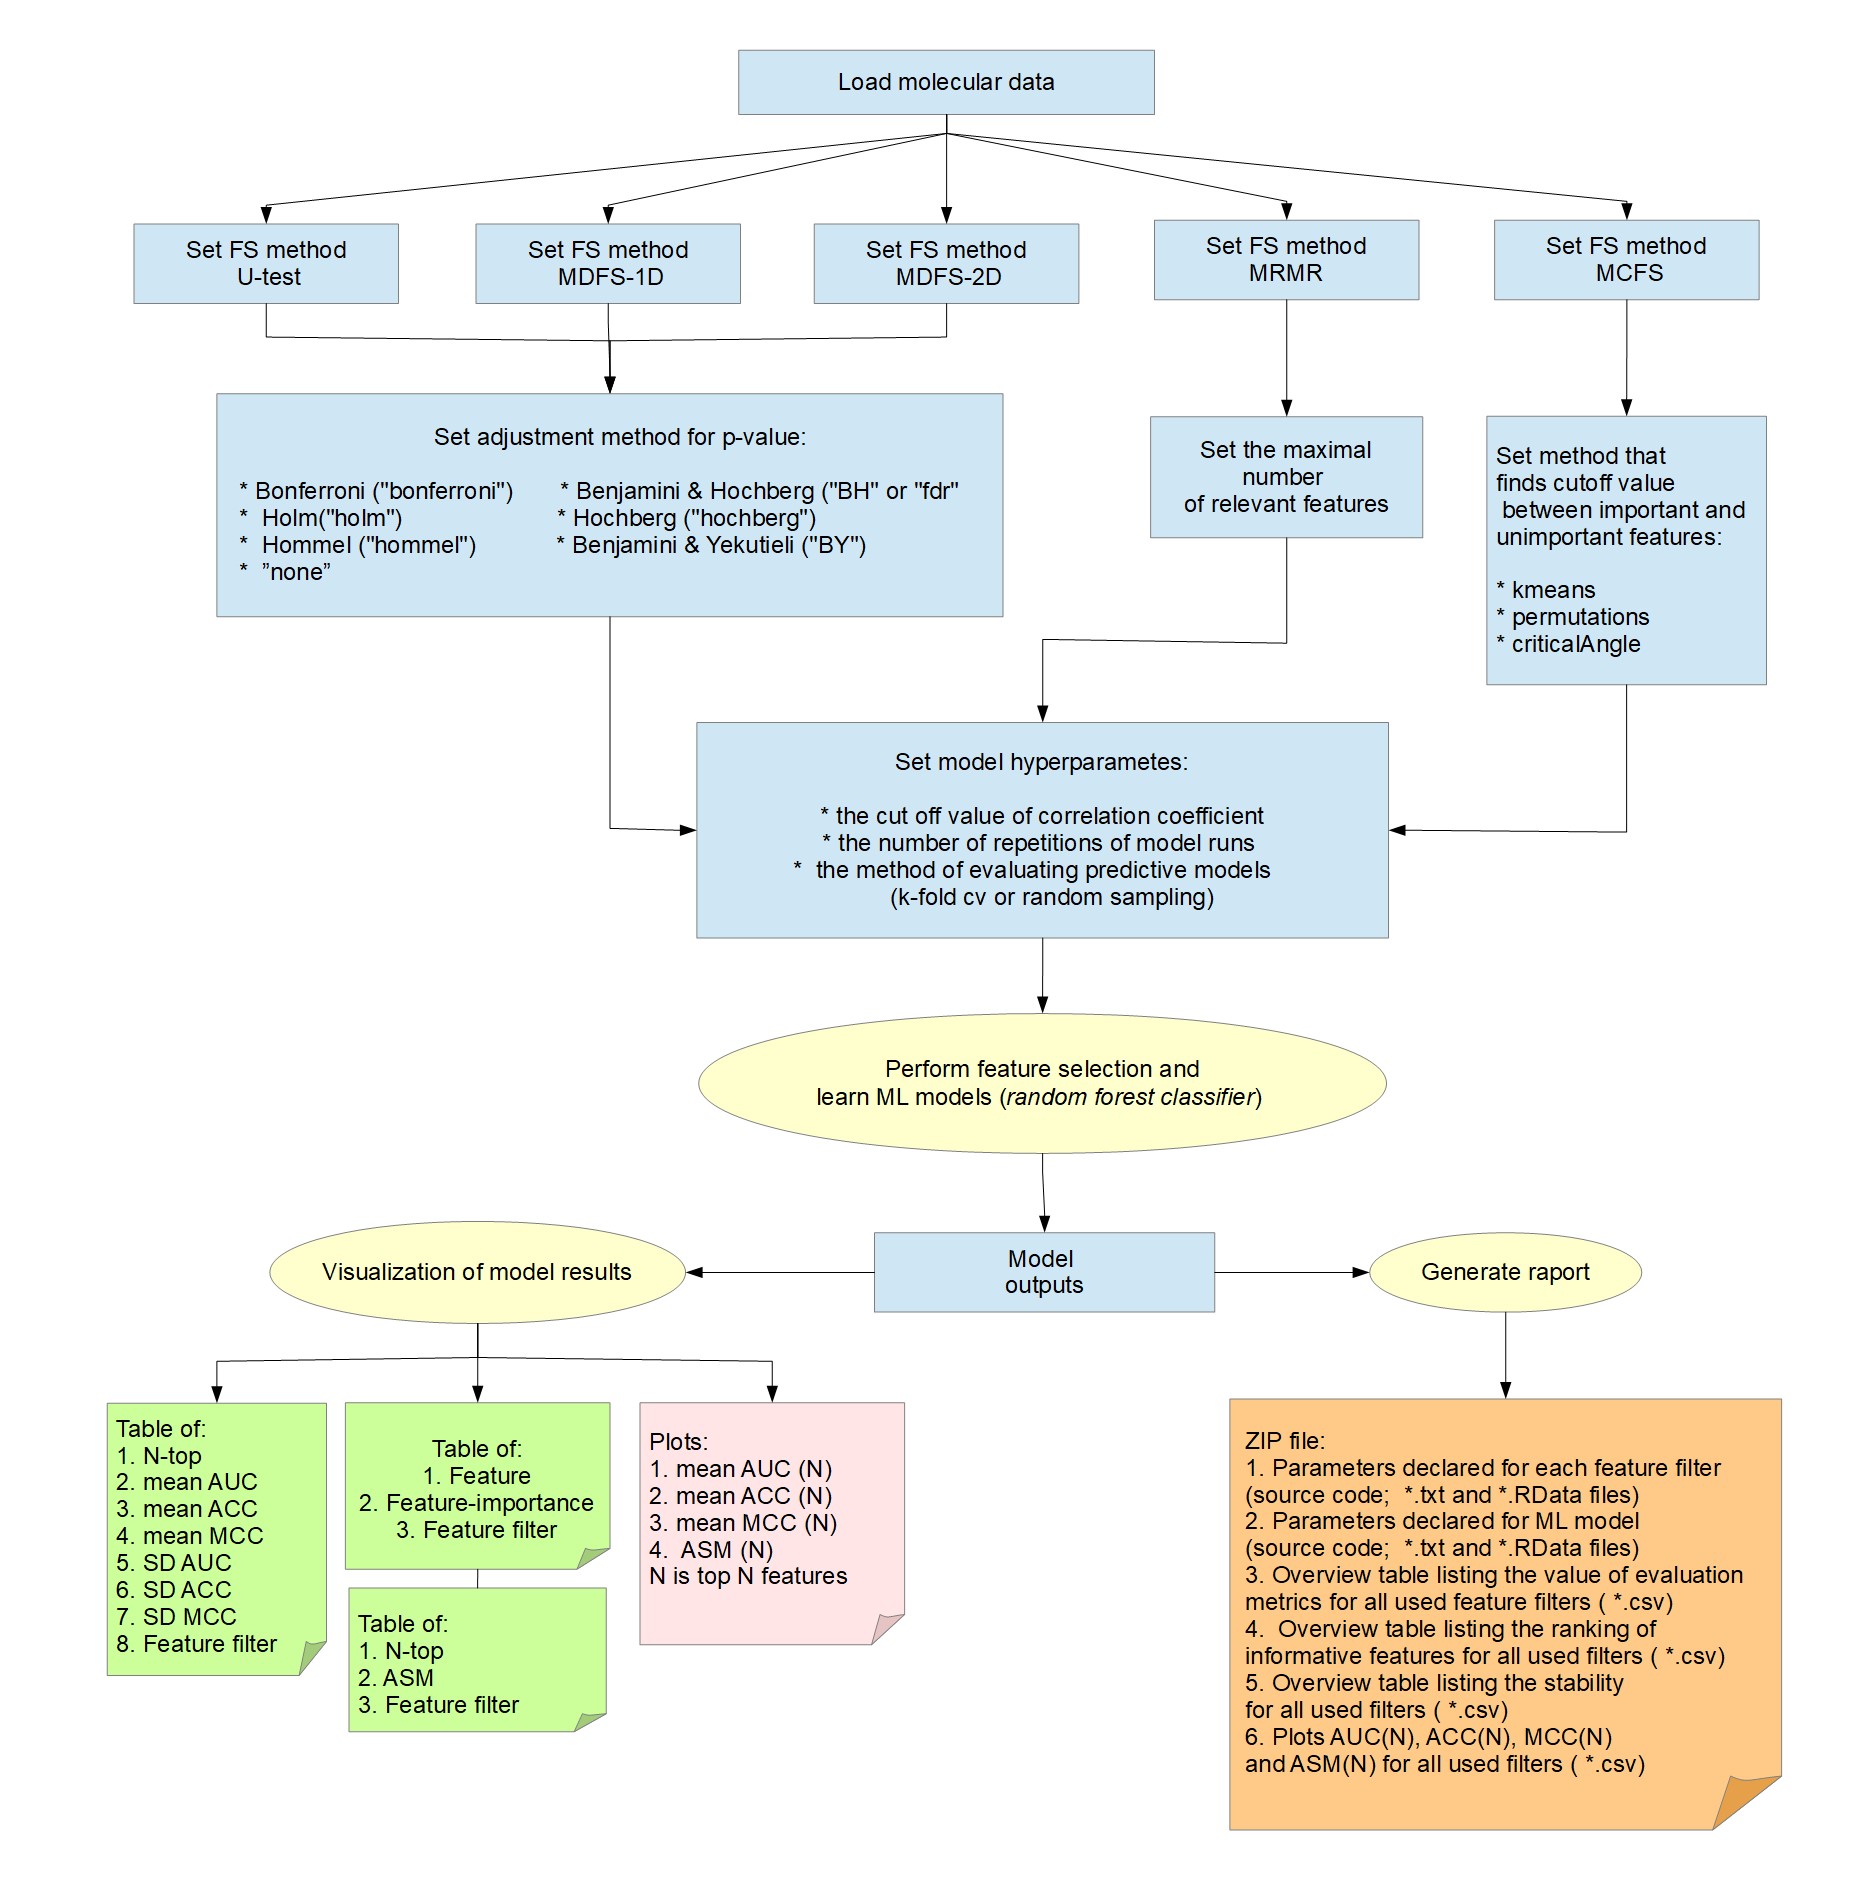 Load molecular data
Set FS method
U-test
Set FS method
MDFS-1D
Set FS method
MDFS-2D
Set FS method
MRMR
Set FS method
MCFS
Set adjustment method for p-value:
* Bonferroni ("bonferroni") * Benjamini & Hochberg ("BH" or "fdr"
* Holm("holm") * Hochberg ("hochberg")
* Hommel ("hommel") * Benjamini & Yekutieli ("BY")
* ”none”
Set the maximal
number
of relevant features
Set method that
finds cutoff value
between important and
unimportant features:
* kmeans
* permutations
* criticalAngle
Set model hyperparametes:
* the cut off value of correlation coefficient
* the number of repetitions of model runs
* the method of evaluating predictive models
(k-fold cv or random sampling)
Perform feature selection and
learn ML models (random forest classifier)
Visualization of model results
Model
outputs
Generate raport
Table of:
1. N-top
2. mean AUC
3. mean ACC
4. mean MCC
5. SD AUC
6. SD ACC
7. SD MCC
8. Feature filter
Table of:
1. Feature
2. Feature-importance
3. Feature filter
Table of:
1. N-top
2. ASM
3. Feature filter
Plots:
1. mean AUC (N)
2. mean ACC (N)
3. mean MCC (N)
4. ASM (N)
N is top N features
ZIP file:
1. Parameters declared for each feature filter
(source code; *.txt and *.RData files)
2. Parameters declared for ML model
(source code; *.txt and *.RData files)
3. Overview table listing the value of evaluation
metrics for all used feature filters ( *.csv)
4. Overview table listing the ranking of
informative features for all used filters ( *.csv)
5. Overview table listing the stability
for all used filters ( *.csv)
6. Plots AUC(N), ACC(N), MCC(N)
and ASM(N) for all used filters ( *.csv)